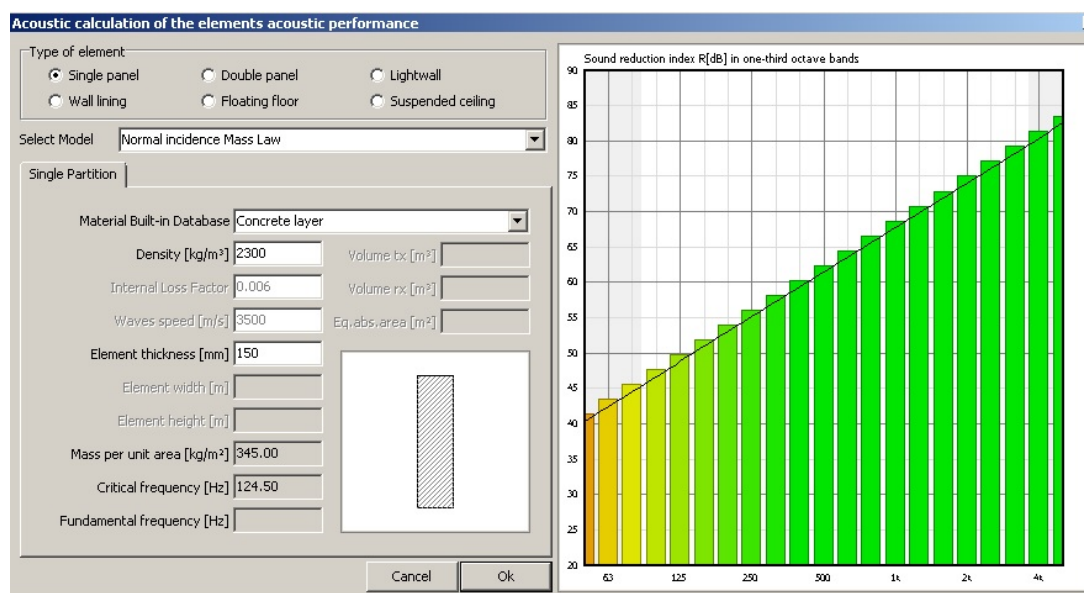 Acoustic calculation of the elements acoustic performance
Type of element
Single panel Double panel Lightwall
Wall lining Floating floor Suspended ceiling
Select Model Normal incidence Mass Law
Single Partition
Material Built-in Database Concrete layer
Density [kg/m³] 2300 Volume tx [m³]
Internal Loss Factor 0.006 Volume rx [m³]
Waves speed [m/s] 3500 Eq.abs.area [m²]
Element thickness [mm] 150
Element width [m]
Element height [m]
Mass per unit area [kg/m²] 345.00
Critical frequency [Hz] 124.50
Fundamental frequency [Hz]
Cancel Ok
Sound reduction index R[dB] in one-third octave bands
90
85
80
75
70
65
60
55
50
45
40
35
30
25
20
63 125 250 500 1k 2k 4k